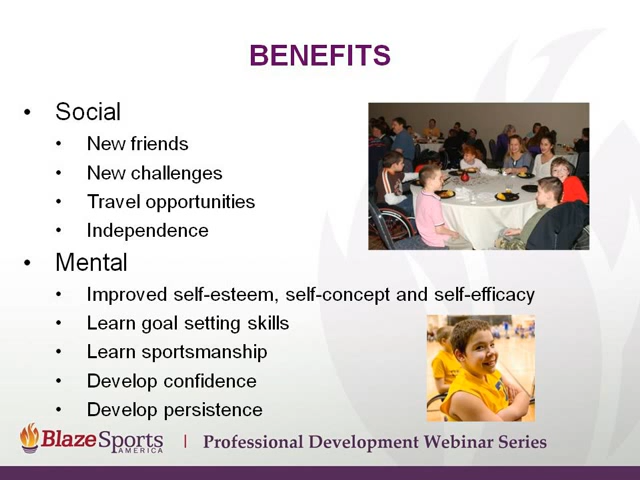 BENEFITS
• Social
• New friends
• New challenges
• Travel opportunities
• Independence
• Mental
• Improved self-esteem, self-concept and self-efficacy
• Learn goal setting skills
• Learn sportsmanship
• Develop confidence
• Develop persistence
BlazeSports
AMERICA
| Professional Development Webinar Series